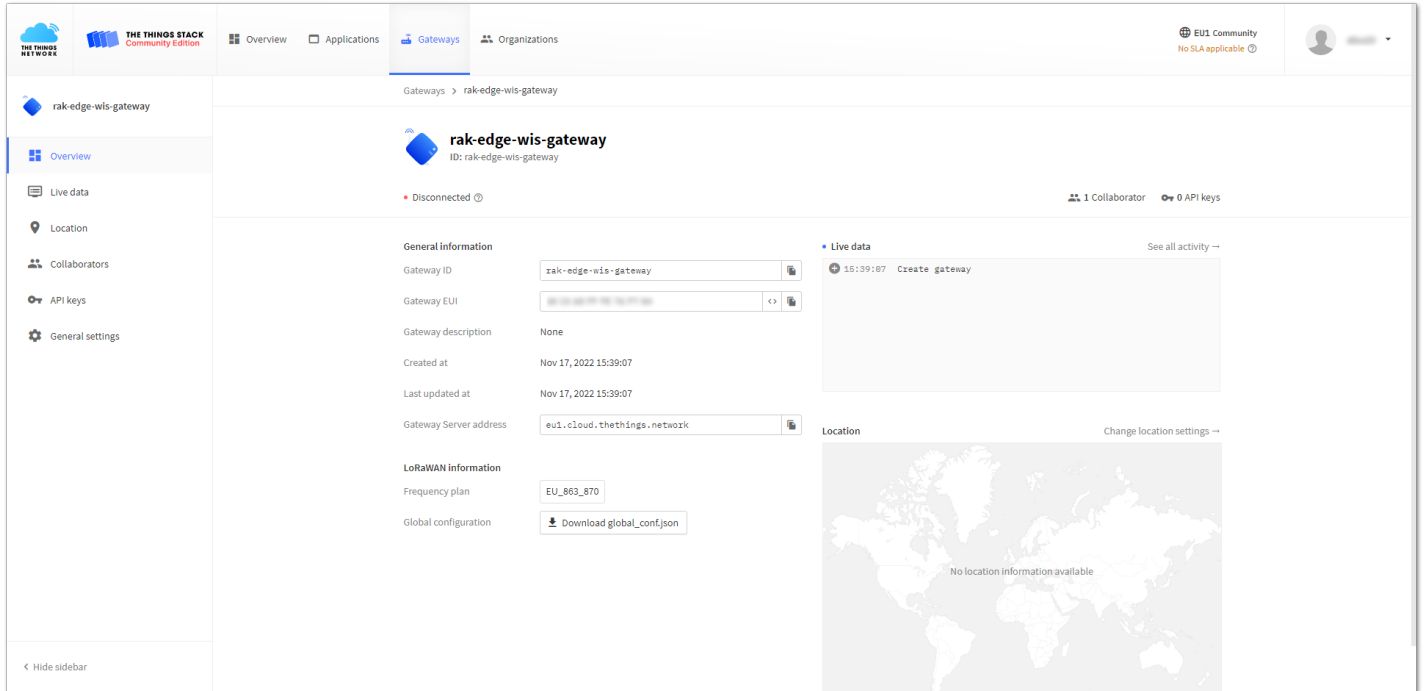 THE THINGS
NETWORK
THE THINGS STACK
Community Edition
Overview
Applications
Gateways
Organizations
EU1 Community
No SLA applicable
rak-edge-wis-gateway
Overview
Live data
Location
Collaborators
API keys
General settings
Hide sidebar
Gateways > rak-edge-wis-gateway
rak-edge-wis-gateway
ID: rak-edge-wis-gateway
Disconnected
1 Collaborator
0 API keys
General information
Gateway ID rak-edge-wis-gateway
Gateway EUI
Gateway description None
Created at Nov 17, 2022 15:39:07
Last updated at Nov 17, 2022 15:39:07
Gateway Server address eu1.cloud.thethings.network
LoRaWAN information
Frequency plan EU_863_870
Global configuration Download global_conf.json
Live data
See all activity →
15:39:07 Create gateway
Location
Change location settings →
No location information available